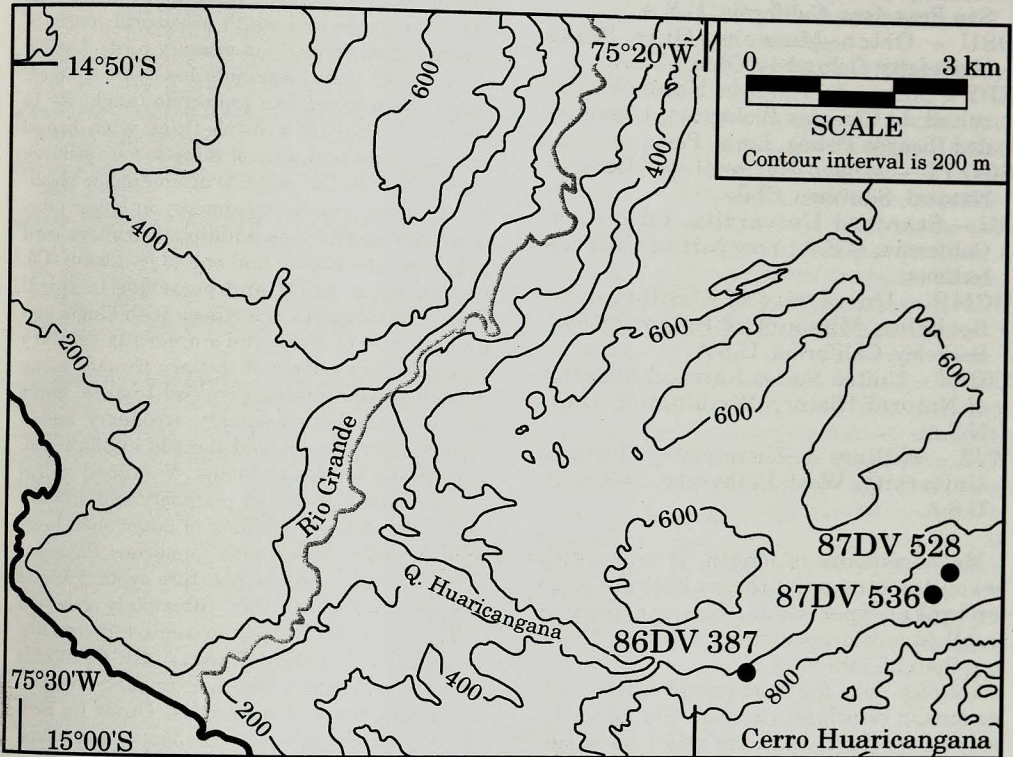 14°50'S
75°20'W
0 3 km
SCALE
Contour interval is 200 m
600
400
400
200
600
600
600
Rio Grande
600
87DV 528
87DV 536
Q. Huaricangana
86DV 387
75°30'W
400
800
200
15°00'S
Cerro Huaricangana